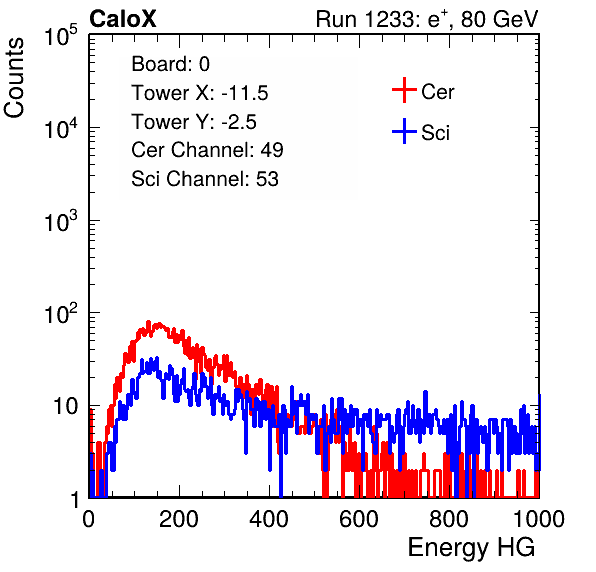 CaloX Run 1233: e⁺, 80 GeV
Counts
Board: 0
Tower X: -11.5
Tower Y: -2.5
Cer Channel: 49
Sci Channel: 53
Cer
Sci
10⁵
10⁴
10³
10²
10
1
0 200 400 600 800 1000
Energy HG